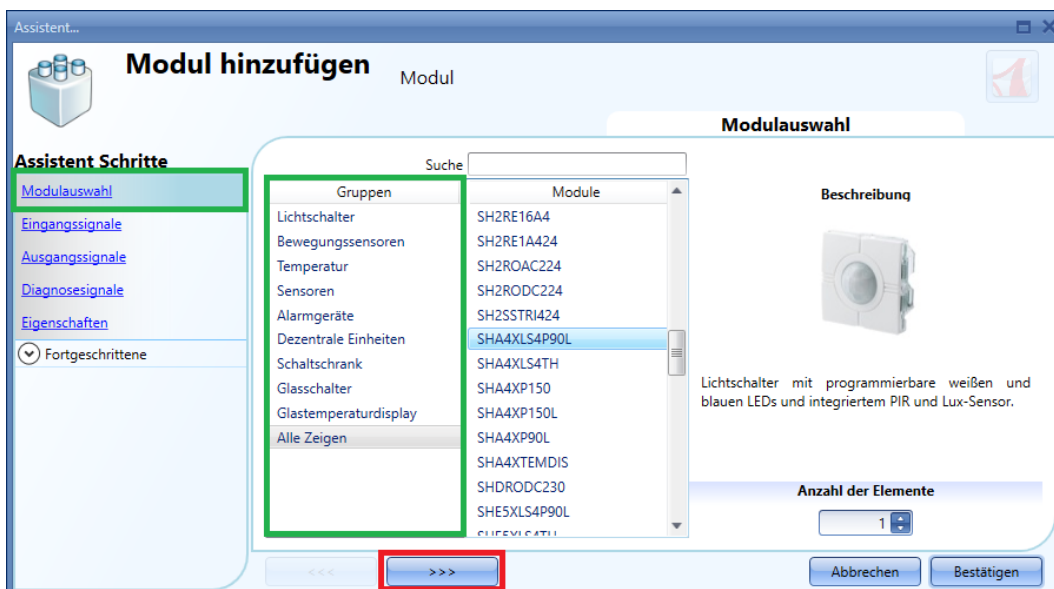 Assistent...
Modul hinzufügen
Modul
Modulauswahl
Assistent Schritte
Modulauswahl
Eingangssignale
Ausgangssignale
Diagnosesignale
Eigenschaften
Fortgeschrittene
Suche
Gruppen
Lichtschalter
Bewegungssensoren
Temperatur
Sensoren
Alarmgeräte
Dezentrale Einheiten
Schaltschrank
Glasschalter
Glastemperaturdisplay
Alle Zeigen
Module
SH2RE16A4
SH2RE1A424
SH2ROAC224
SH2RODC224
SH2SSTRI424
SHA4XLS4P90L
SHA4XLS4TH
SHA4XP150
SHA4XP150L
SHA4XP90L
SHA4XTEMDIS
SHDRODC230
SHE5XLS4P90L
Beschreibung
Lichtschalter mit programmierbare weißen und
blauen LEDs und integriertem PIR und Lux-Sensor.
Anzahl der Elemente
1
<<<
>>>
Abbrechen
Bestätigen